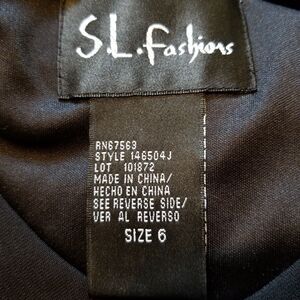 S.L.Fashions
RN67563
STYLE 146504J
LOT 101872
MADE IN CHINA/
HECHO EN CHINA
SEE REVERSE SIDE/
VER AL REVERSO
SIZE 6